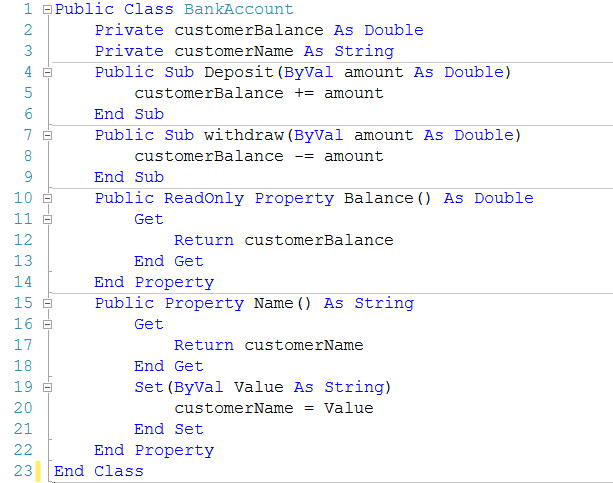 1 Public Class BankAccount
2     Private customerBalance As Double
3     Private customerName As String
4     Public Sub Deposit(ByVal amount As Double)
5         customerBalance += amount
6     End Sub
7     Public Sub withdraw(ByVal amount As Double)
8         customerBalance -= amount
9     End Sub
10     Public ReadOnly Property Balance() As Double
11         Get
12             Return customerBalance
13         End Get
14     End Property
15     Public Property Name() As String
16         Get
17             Return customerName
18         End Get
19         Set(ByVal Value As String)
20             customerName = Value
21         End Set
22     End Property
23 End Class